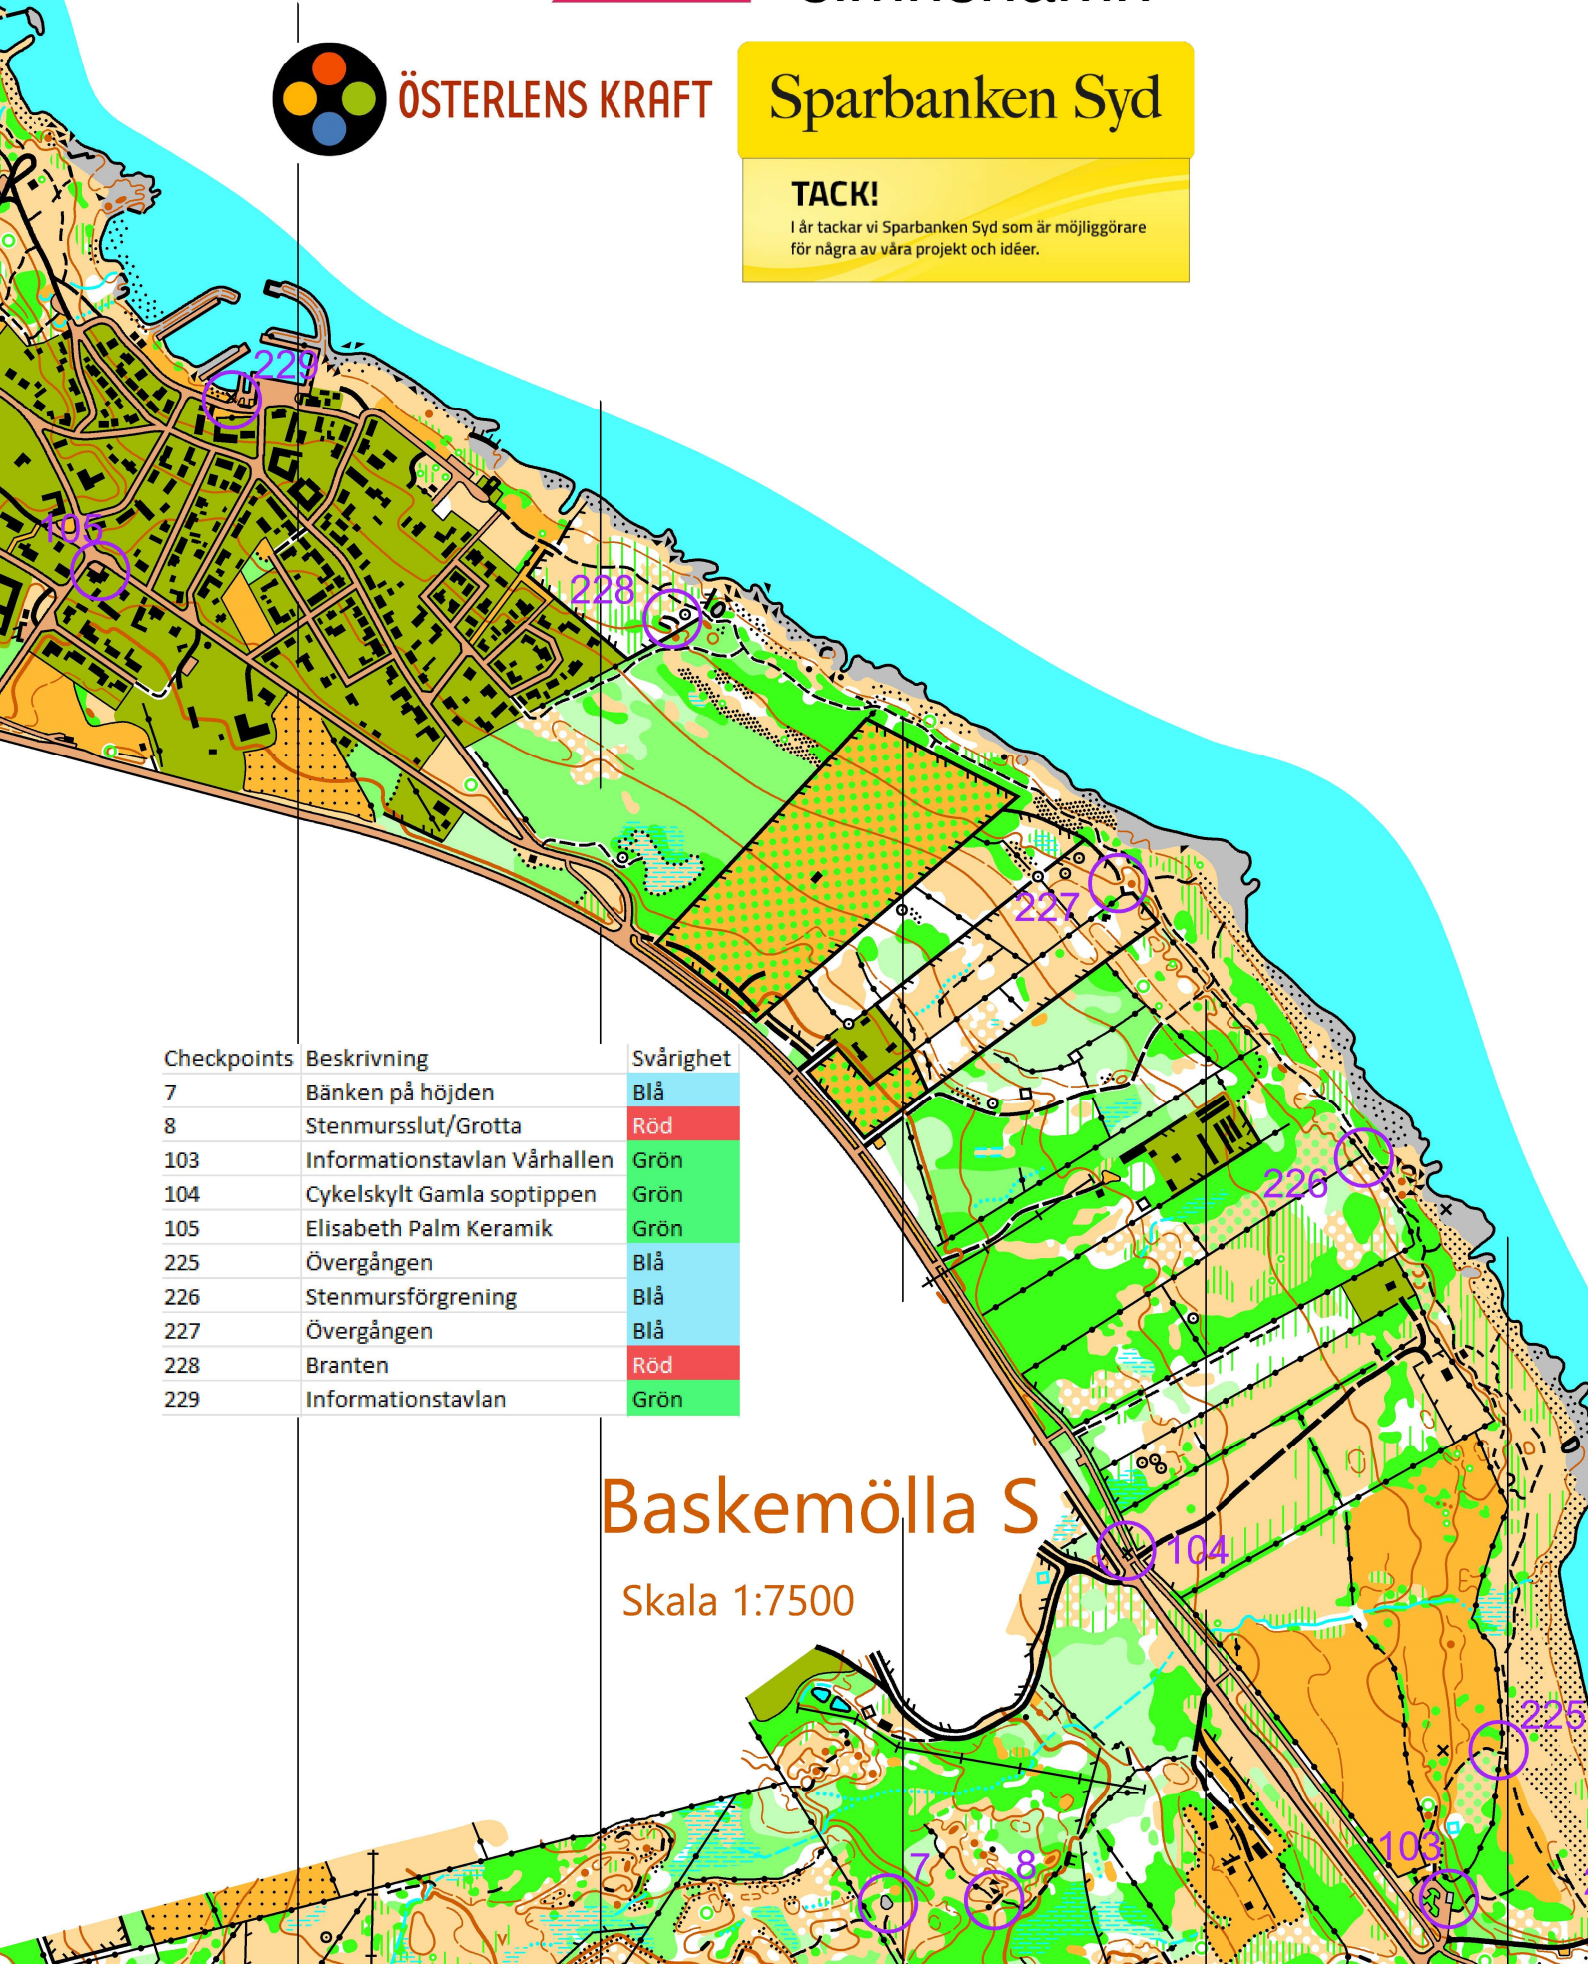 ÖSTERLENS KRAFT
Sparbanken Syd
TACK!
I år tackar vi Sparbanken Syd som är möjliggörare
för några av våra projekt och idéer.
229
105
228
227
226
Checkpoints Beskrivning Svårighet
7 Bänken på höjden Blå
8 Stenmursslut/Grotta Röd
103 Informationstavlan Vårhallen Grön
104 Cykelskylt Gamla soptippen Grön
105 Elisabeth Palm Keramik Grön
225 Övergången Blå
226 Stenmursförgrening Blå
227 Övergången Blå
228 Branten Röd
229 Informationstavlan Grön
Baskemölla S
104
Skala 1:7500
225
103
7
8